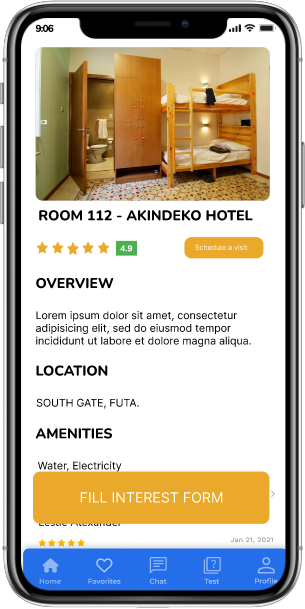 9:06
ROOM 112 - AKINDEKO HOTEL
4.9
Schedule a visit
OVERVIEW
Lorem ipsum dolor sit amet, consectetur
adipisicing elit, sed do eiusmod tempor
incididunt ut labore et dolore magna aliqua.
LOCATION
SOUTH GATE, FUTA.
AMENITIES
Water, Electricity
FILL INTEREST FORM
Leslie Alexander
Jan 21, 2021
Home
Favorites
Chat
Test
Profile